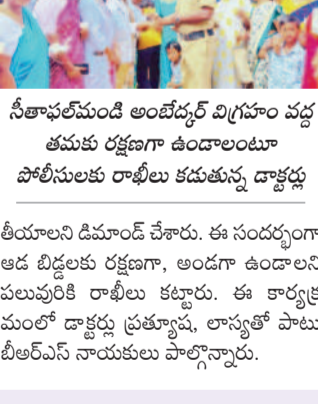 సీతాఫల్‌మండి అంబేద్కర్ విగ్రహం వద్ద
తమకు రక్షణగా ఉండాలంటూ
పోలీసులకు రాఖీలు కడుతున్న డాక్టర్లు
తీయాలని డిమాండ్ చేశారు. ఈ సందర్భంగా
ఆడ బిడ్డలకు రక్షణగా, అండగా ఉండాలని
పలువురికి రాఖీలు కట్టారు. ఈ కార్యక్ర
మంలో డాక్టర్లు ప్రత్యూష, లాస్యతో పాటు
బీఆర్ఎస్ నాయకులు పాల్గొన్నారు.